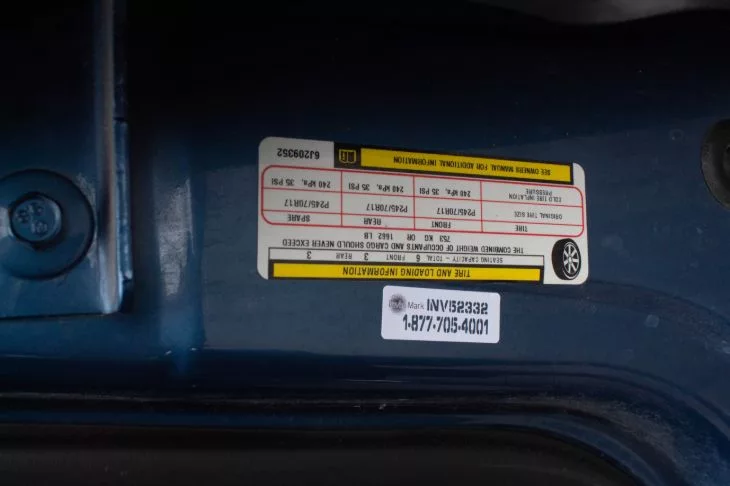 TIRE AND LOADING INFORMATION
SEATING CAPACITY - TOTAL 6 FRONT 3 REAR 3
THE COMBINED WEIGHT OF OCCUPANTS AND CARGO SHOULD NEVER EXCEED
753 KG OR 1662 LB
TIRE FRONT REAR SPARE
ORIGINAL TIRE SIZE P245/70R17 P245/70R17 P245/70R17
COLD TIRE INFLATION PRESSURE 240 kPa, 35 PSI 240 kPa, 35 PSI 240 kPa, 35 PSI
SEE OWNERS MANUAL FOR ADDITIONAL INFORMATION 6J209352
Mark INV52332
1-877-705-4001